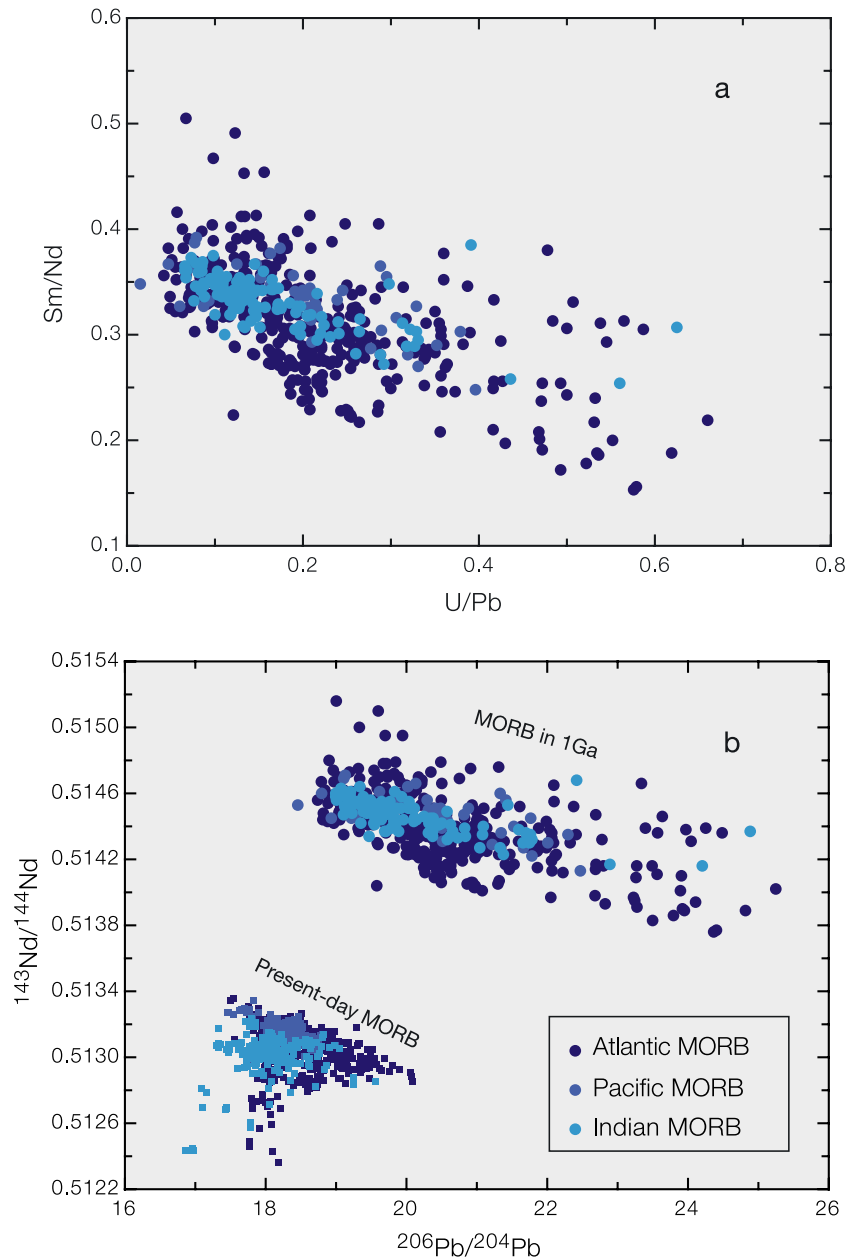 0.6
a
0.5
0.4
Sm/Nd
0.3
0.2
0.1
0.0
0.2
0.4
0.6
0.8
U/Pb
0.5154
MORB in 1Ga
b
0.5150
0.5146
0.5142
¹⁴³Nd/¹⁴⁴Nd
0.5138
0.5134
Present-day MORB
0.5130
0.5126
0.5122
Atlantic MORB
Pacific MORB
Indian MORB
16
18
20
22
24
26
²⁰⁶Pb/²⁰⁴Pb